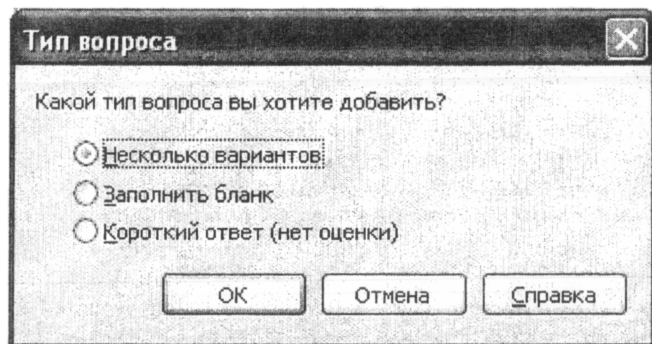 Тип вопроса
Какой тип вопроса вы хотите добавить?
Несколько вариантов
Заполнить бланк
Короткий ответ (нет оценки)
ОК Отмена Справка